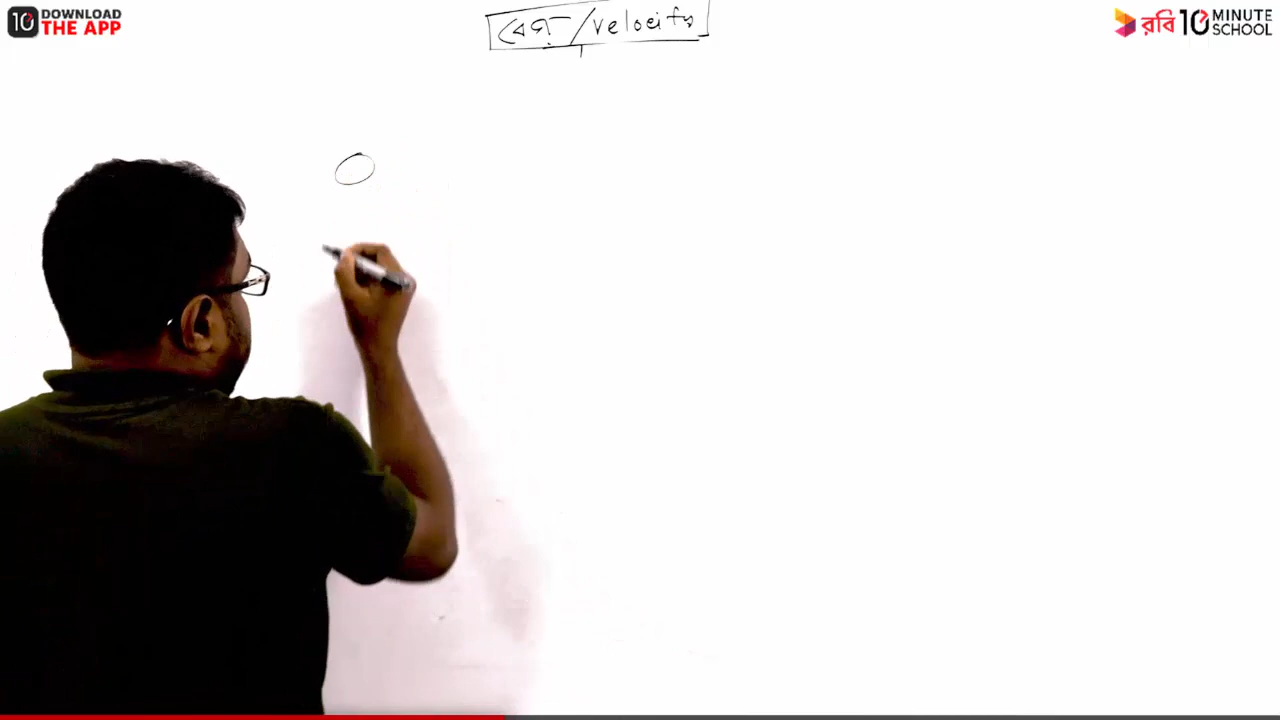 10 DOWNLOAD
THE APP
বেগ /velocity
রবি 10 MINUTE
SCHOOL